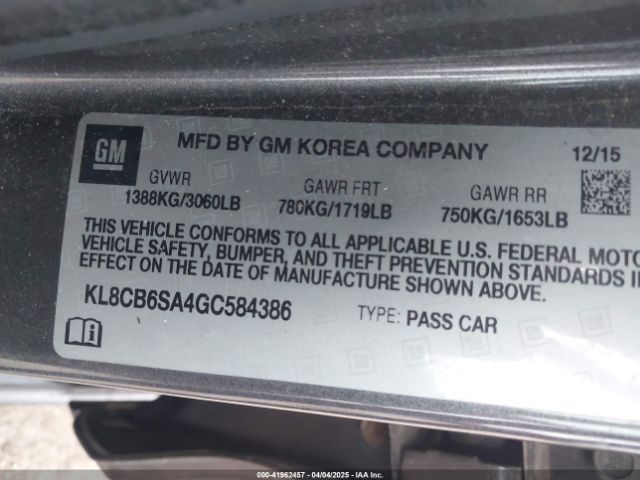 GM
MFD BY GM KOREA COMPANY
12/15
GVWR
GAWR FRT
GAWR RR
1388KG/3060LB
780KG/1719LB
750KG/1653LB
THIS VEHICLE CONFORMS TO ALL APPLICABLE U.S. FEDERAL MOTO
VEHICLE SAFETY, BUMPER, AND THEFT PREVENTION STANDARDS I
EFFECT ON THE DATE OF MANUFACTURE SHOWN ABOVE.
KL8CB6SA4GC584386
TYPE: PASS CAR
000-41962457 - 04/04/2025 - IAAI.com